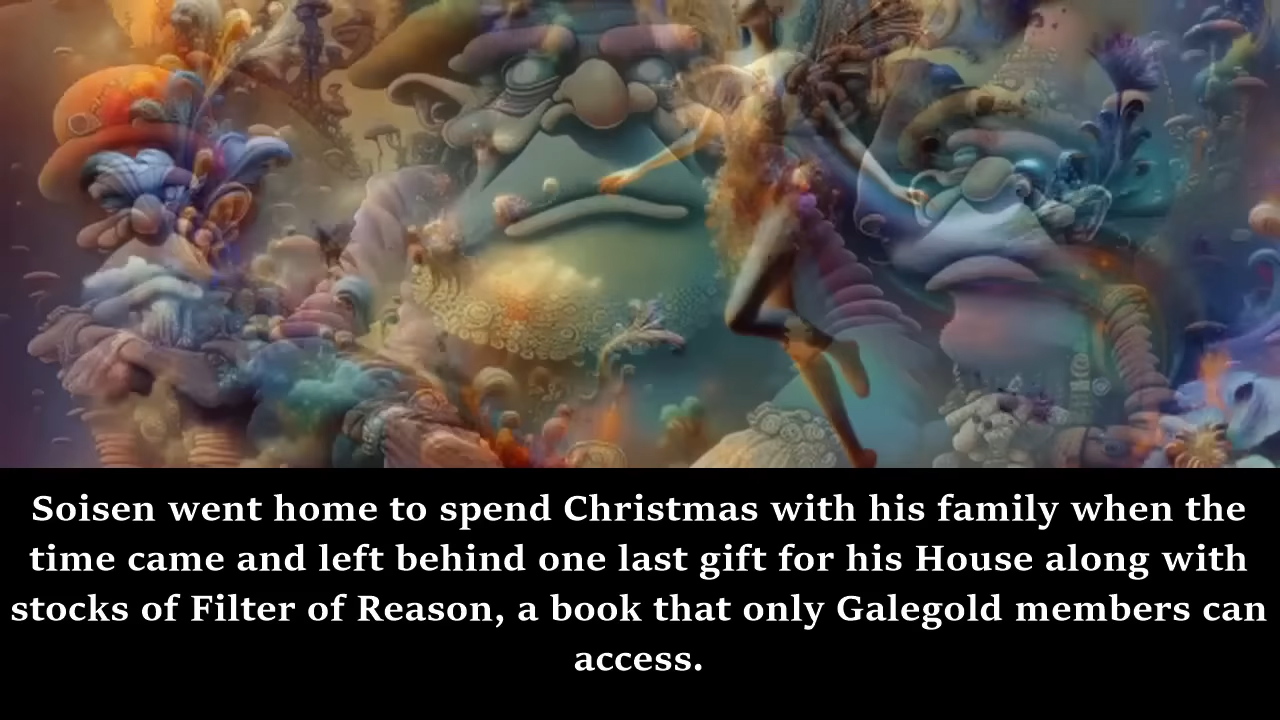 Soisen went home to spend Christmas with his family when the
time came and left behind one last gift for his House along with
stocks of Filter of Reason, a book that only Galegold members can
access.